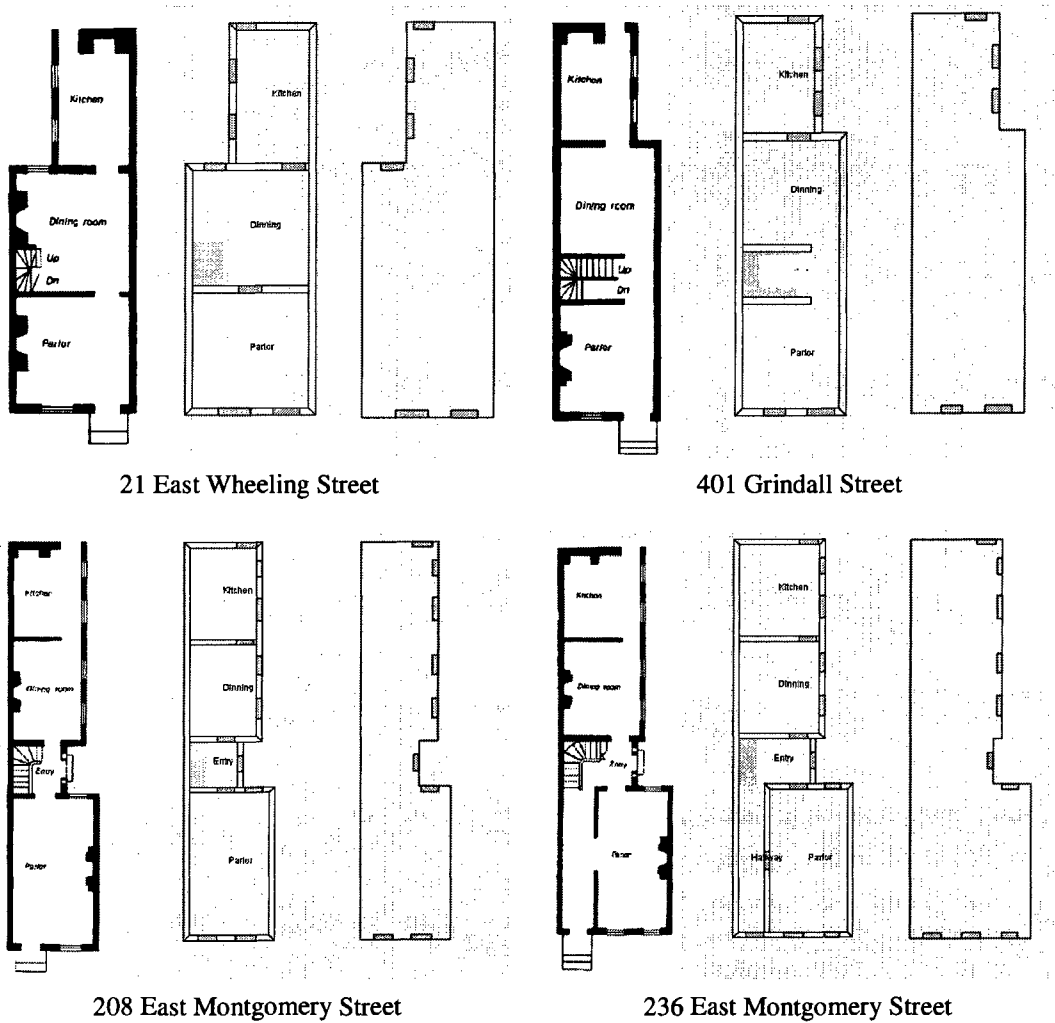 Kitchen
Kitchen
Dining room
Up
Dn
Dinning
Parlor
Parlor
21 East Wheeling Street
Kitchen
Kitchen
Dining room
Up
Dn
Dinning
Parlor
Parlor
401 Grindall Street
Kitchen
Kitchen
Dining room
Dinning
Entry
Entry
Parlor
Parlor
208 East Montgomery Street
Kitchen
Kitchen
Dining room
Dinning
Entry
Entry
Parlor
Hallway
Parlor
236 East Montgomery Street